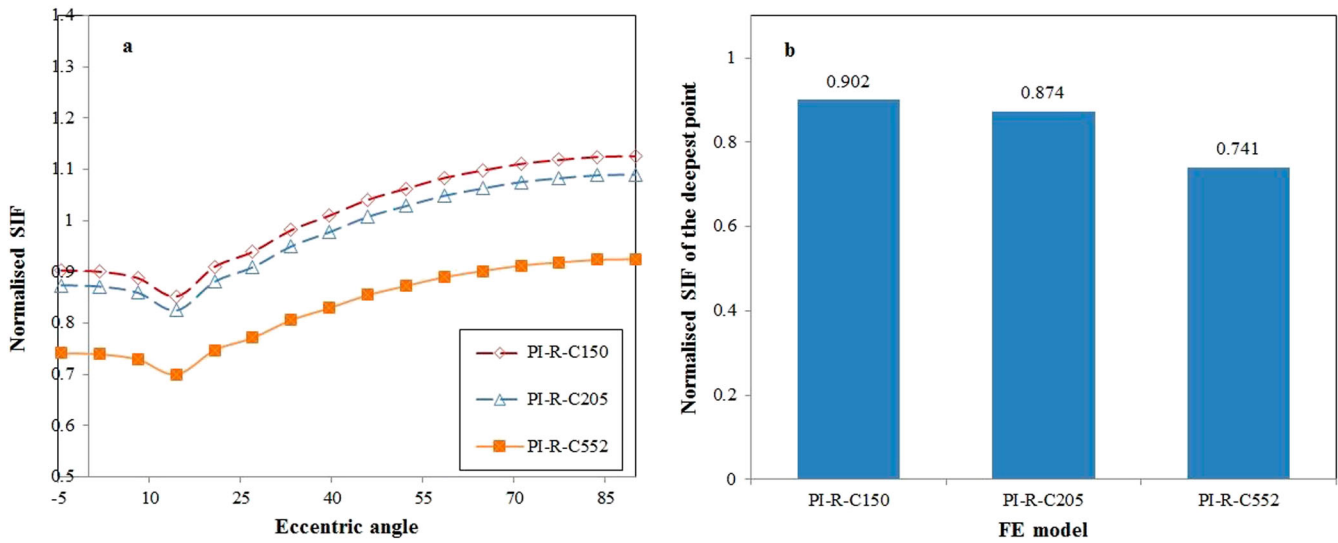 a
Normalised SIF
1.4
1.3
1.2
1.1
1
0.9
0.8
0.7
0.6
0.5
-5 10 25 40 55 71 85
Eccentric angle
PI-R-C150
PI-R-C205
PI-R-C552
b
Normalised SIF of the deepest point
1
0.8
0.6
0.4
0.2
0
0.902
0.874
0.741
PI-R-C150 PI-R-C205 PI-R-C552
FE model